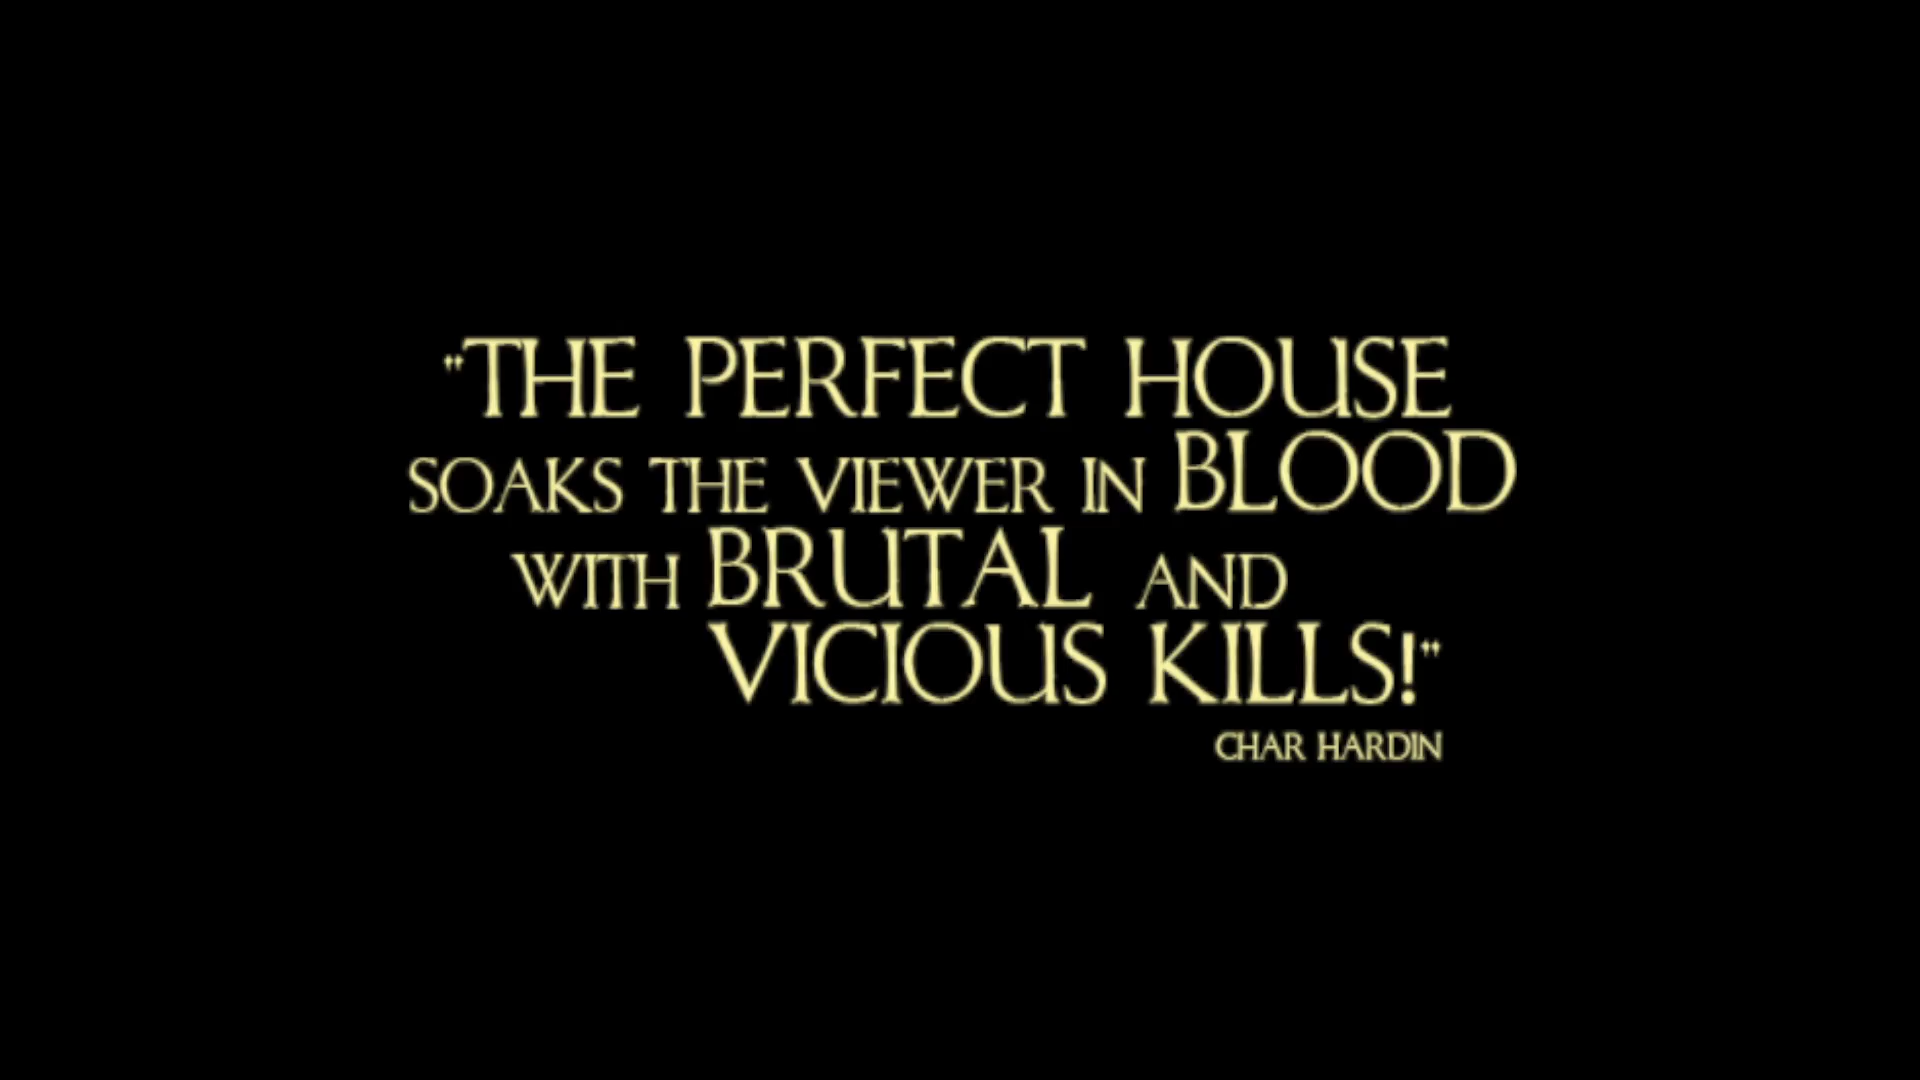 "THE PERFECT HOUSE
SOAKS THE VIEWER IN BLOOD
WITH BRUTAL AND
VICIOUS KILLS!"
CHAR HARDIN